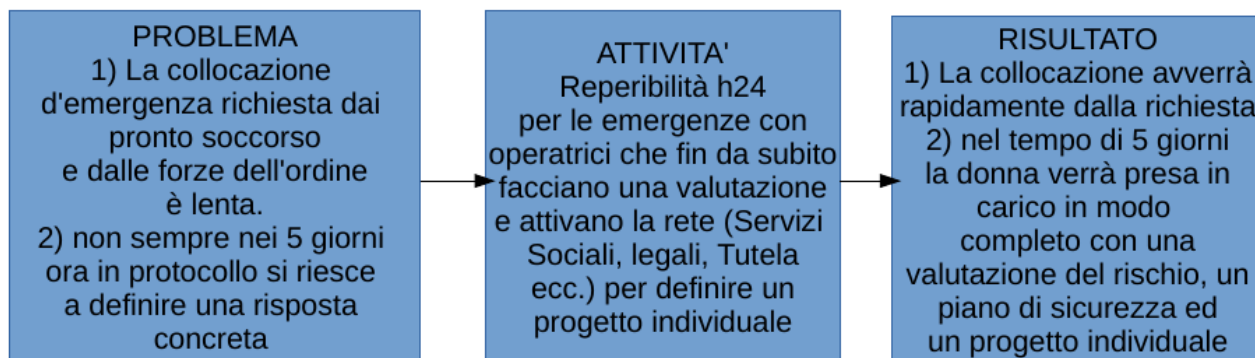 PROBLEMA
1) La collocazione
d'emergenza richiesta dai
pronto soccorso
e dalle forze dell'ordine
è lenta.
2) non sempre nei 5 giorni
ora in protocollo si riesce
a definire una risposta
concreta
ATTIVITA'
Reperibilità h24
per le emergenze con
operatrici che fin da subito
facciano una valutazione
e attivano la rete (Servizi
Sociali, legali, Tutela
ecc.) per definire un
progetto individuale
RISULTATO
1) La collocazione avverrà
rapidamente dalla richiesta
2) nel tempo di 5 giorni
la donna verrà presa in
carico in modo
completo con una
valutazione del rischio, un
piano di sicurezza ed
un progetto individuale